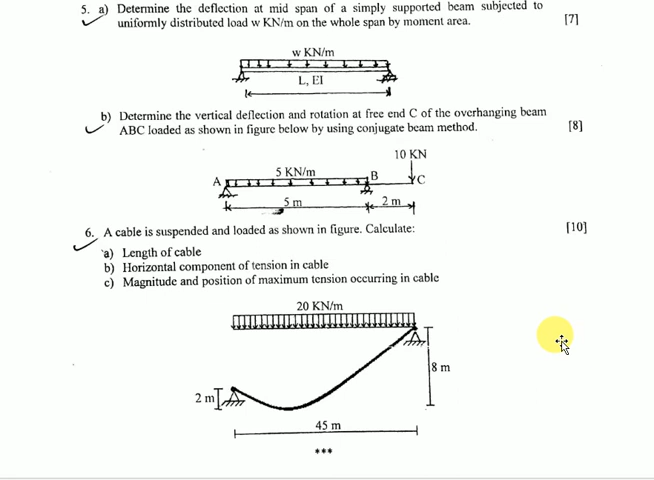 5. a) Determine the deflection at mid span of a simply supported beam subjected to
uniformly distributed load w KN/m on the whole span by moment area. [7]
w KN/m
L, EI
b) Determine the vertical deflection and rotation at free end C of the overhanging beam
ABC loaded as shown in figure below by using conjugate beam method. [8]
10 KN
5 KN/m
A B C
5 m 2 m
6. A cable is suspended and loaded as shown in figure. Calculate: [10]
a) Length of cable
b) Horizontal component of tension in cable
c) Magnitude and position of maximum tension occurring in cable
20 KN/m
8 m
2 m
45 m
***